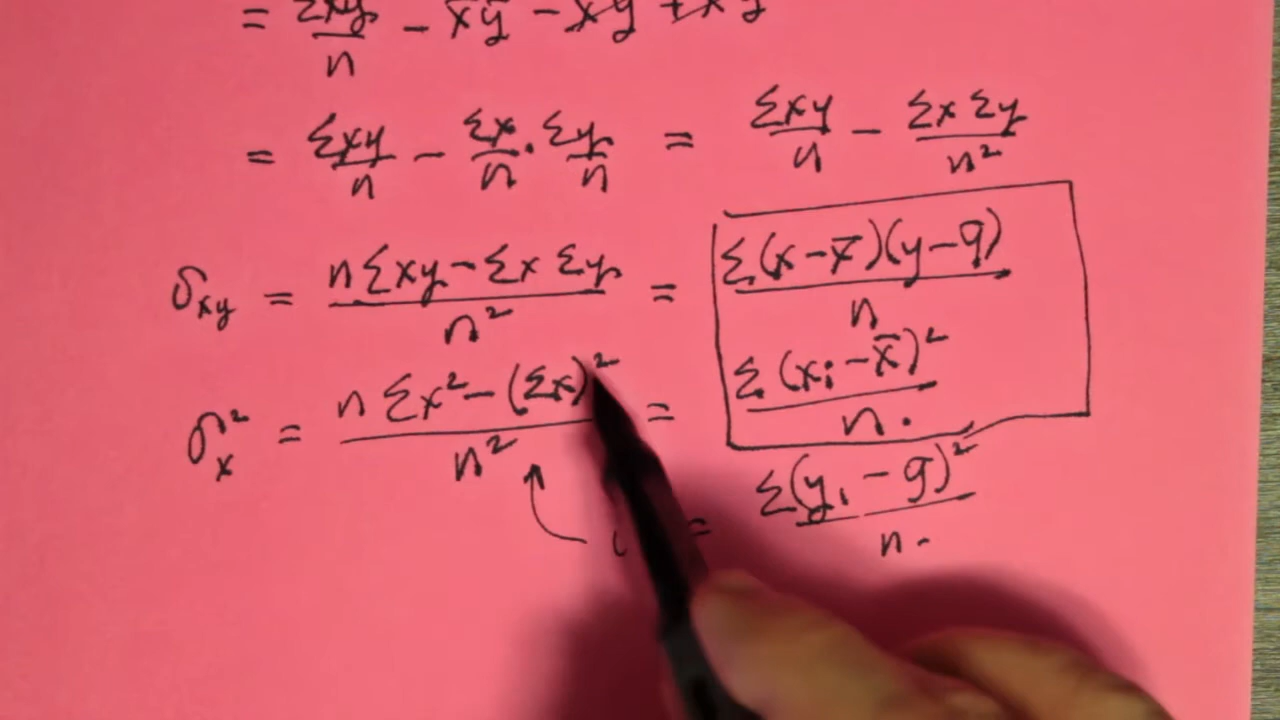 = Σxy/n - x̄ȳ - x̄ȳ + x̄ȳ
= Σxy/n - Σx/n · Σy/n = Σxy/n - ΣxΣy/n²
σxy = (nΣxy - ΣxΣy)/n² = Σ(x-x̄)(y-ȳ)/n
σx² = (nΣx² - (Σx)²)/n² = Σ(xi - x̄)²/n.
= Σ(yi - ȳ)²/n.